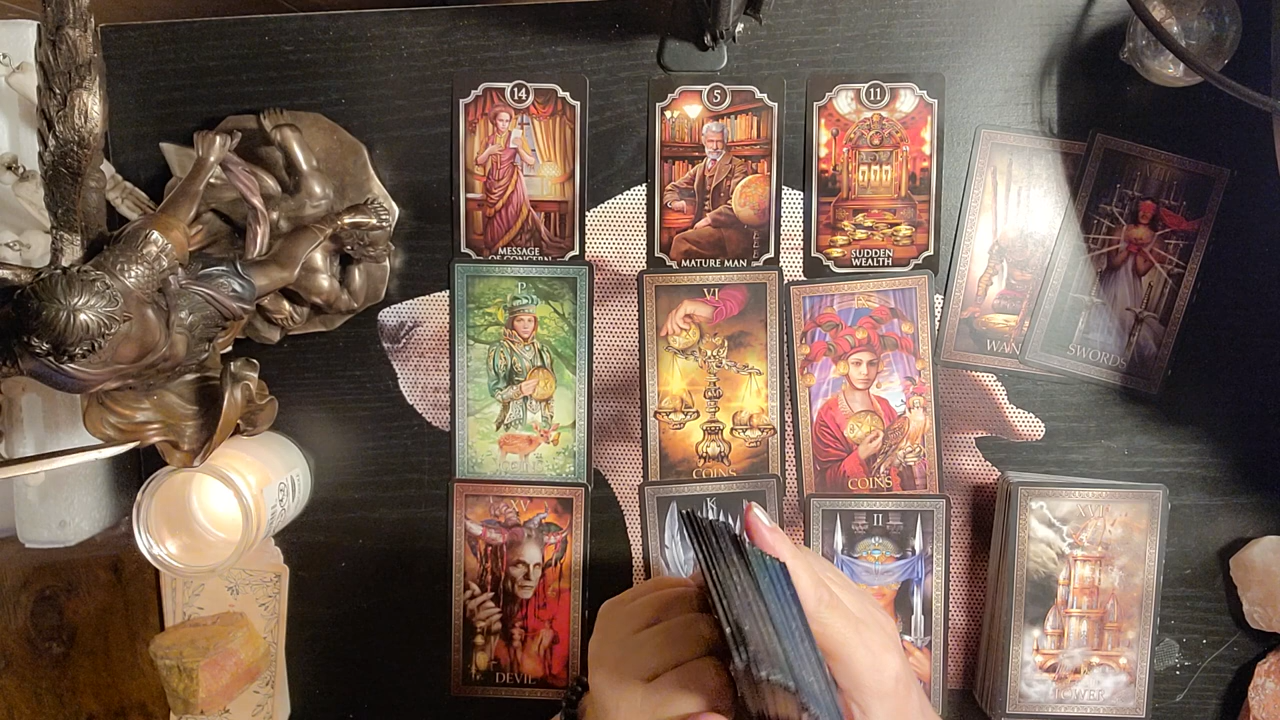 14
MESSAGE
OF CONCERN
5
MATURE MAN
11
SUDDEN
WEALTH
WAN
VIII
SWORDS
P
VI
COINS
IX
COINS
XV
DEVIL
K
II
XVI
TOWER